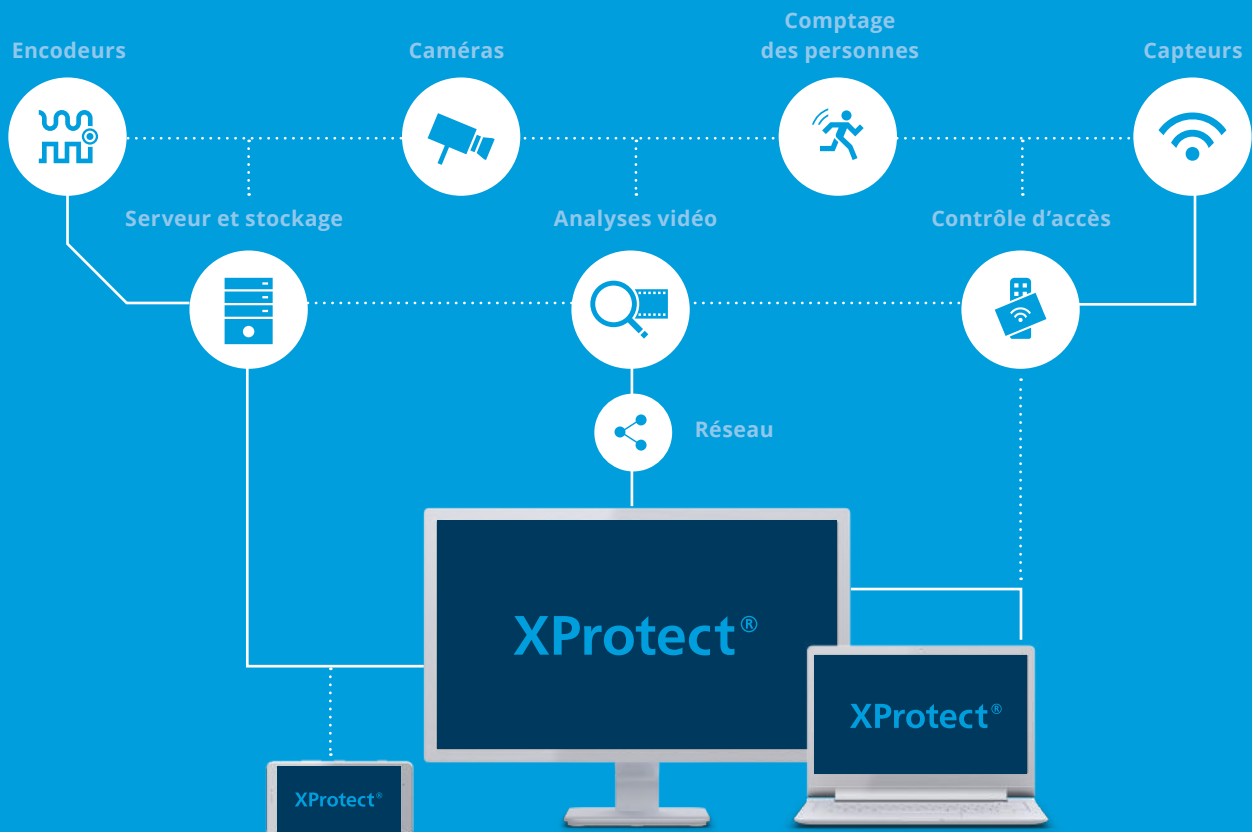 Comptage
Encodeurs
Caméras
des personnes
Capteurs
Serveur et stockage
Analyses vidéo
Contrôle d’accès
Réseau
XProtect®
XProtect®
XProtect®